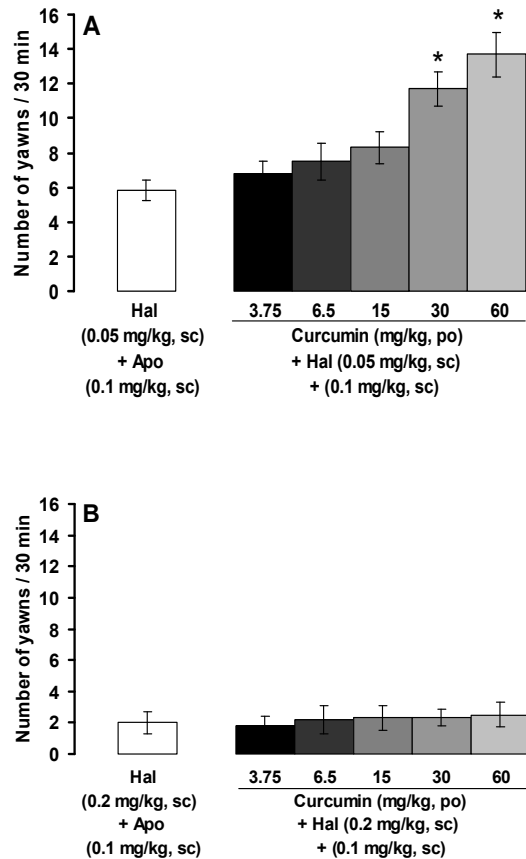 A
Number of yawns / 30 min
16
14
12
10
8
6
4
2
0
*
*
3.75 6.5 15 30 60
Hal
(0.05 mg/kg, sc)
+ Apo
(0.1 mg/kg, sc)
Curcumin (mg/kg, po)
+ Hal (0.05 mg/kg, sc)
+ (0.1 mg/kg, sc)
B
Number of yawns / 30 min
16
14
12
10
8
6
4
2
0
3.75 6.5 15 30 60
Hal
(0.2 mg/kg, sc)
+ Apo
(0.1 mg/kg, sc)
Curcumin (mg/kg, po)
+ Hal (0.2 mg/kg, sc)
+ (0.1 mg/kg, sc)